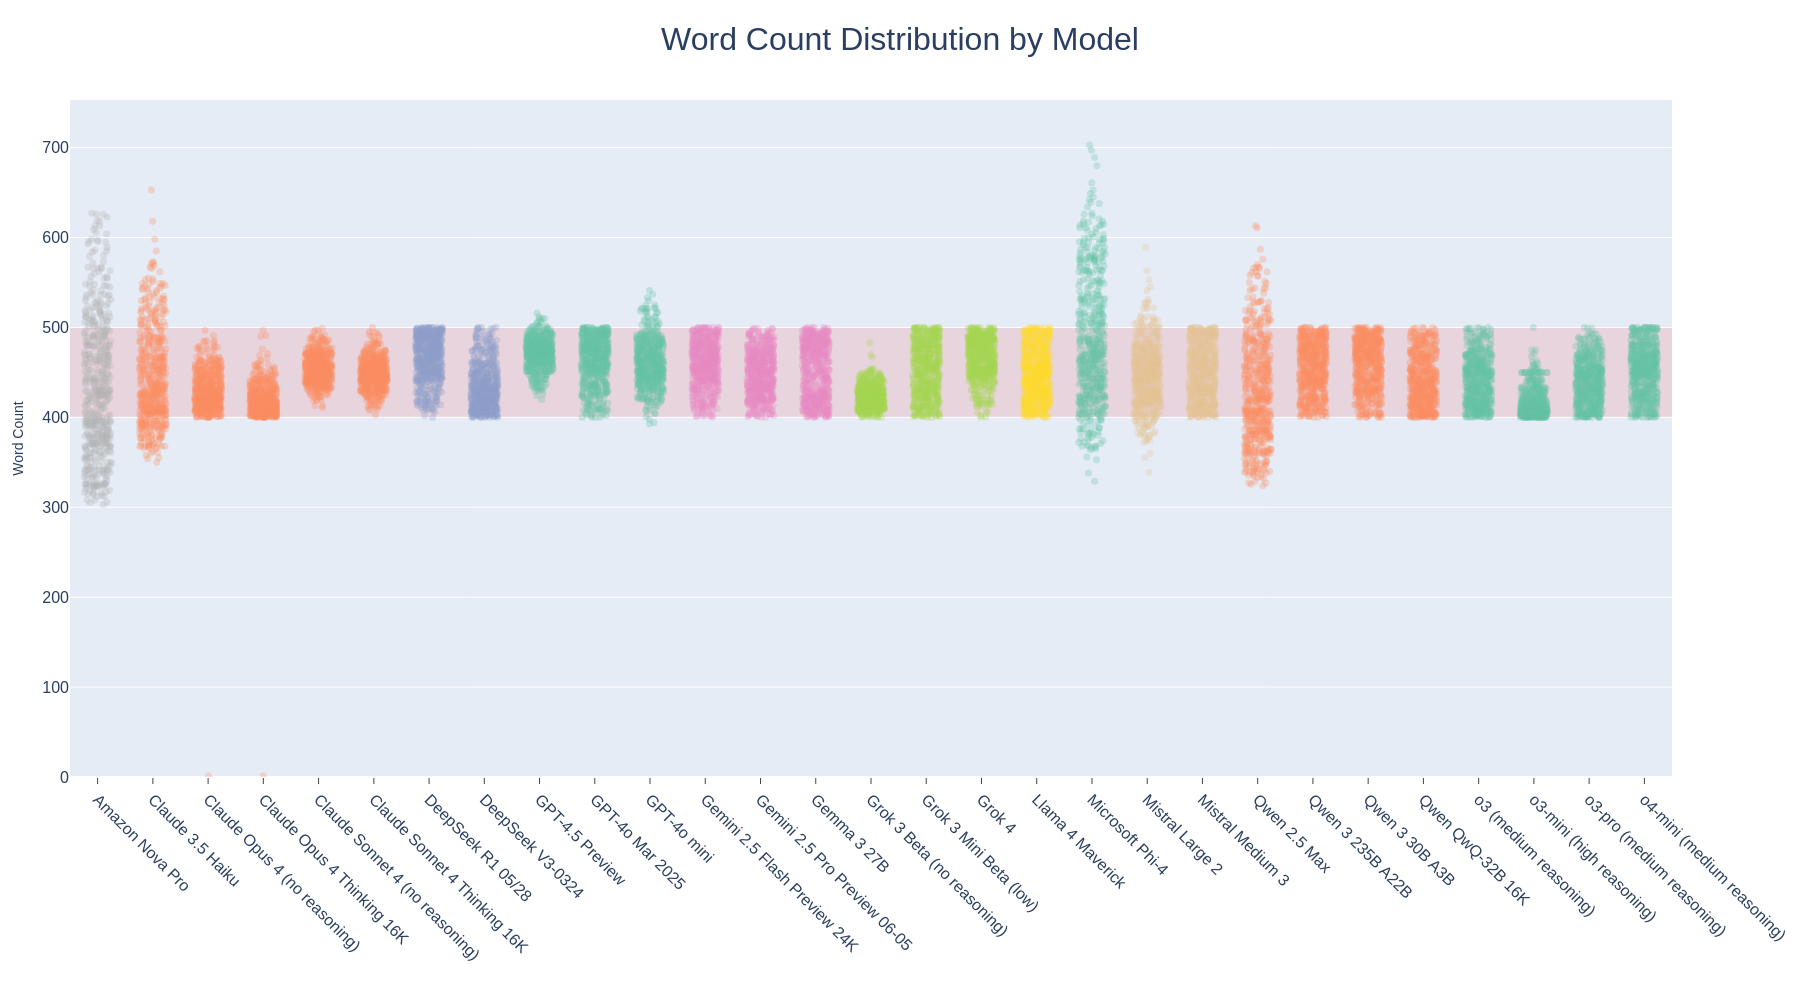 Word Count Distribution by Model
Word Count
700
600
500
400
300
200
100
0
Amazon Nova Pro
Claude 3.5 Haiku
Claude Opus 4 (no reasoning)
Claude Opus 4 Thinking 16K
Claude Sonnet 4 (no reasoning)
Claude Sonnet 4 Thinking 16K
DeepSeek R1 05/28
DeepSeek V3-0324
GPT-4.5 Preview
GPT-4o Mar 2025
GPT-4o mini
Gemini 2.5 Flash Preview 24K
Gemini 2.5 Pro Preview 06-05
Gemma 3 27B
Grok 3 Beta (no reasoning)
Grok 3 Mini Beta (low)
Grok 4
Llama 4 Maverick
Microsoft Phi-4
Mistral Large 2
Mistral Medium 3
Qwen 2.5 Max
Qwen 3 235B A22B
Qwen 3 30B A3B
Qwen QwQ-32B 16K
o3 (medium reasoning)
o3-mini (high reasoning)
o3-pro (medium reasoning)
o4-mini (medium reasoning)